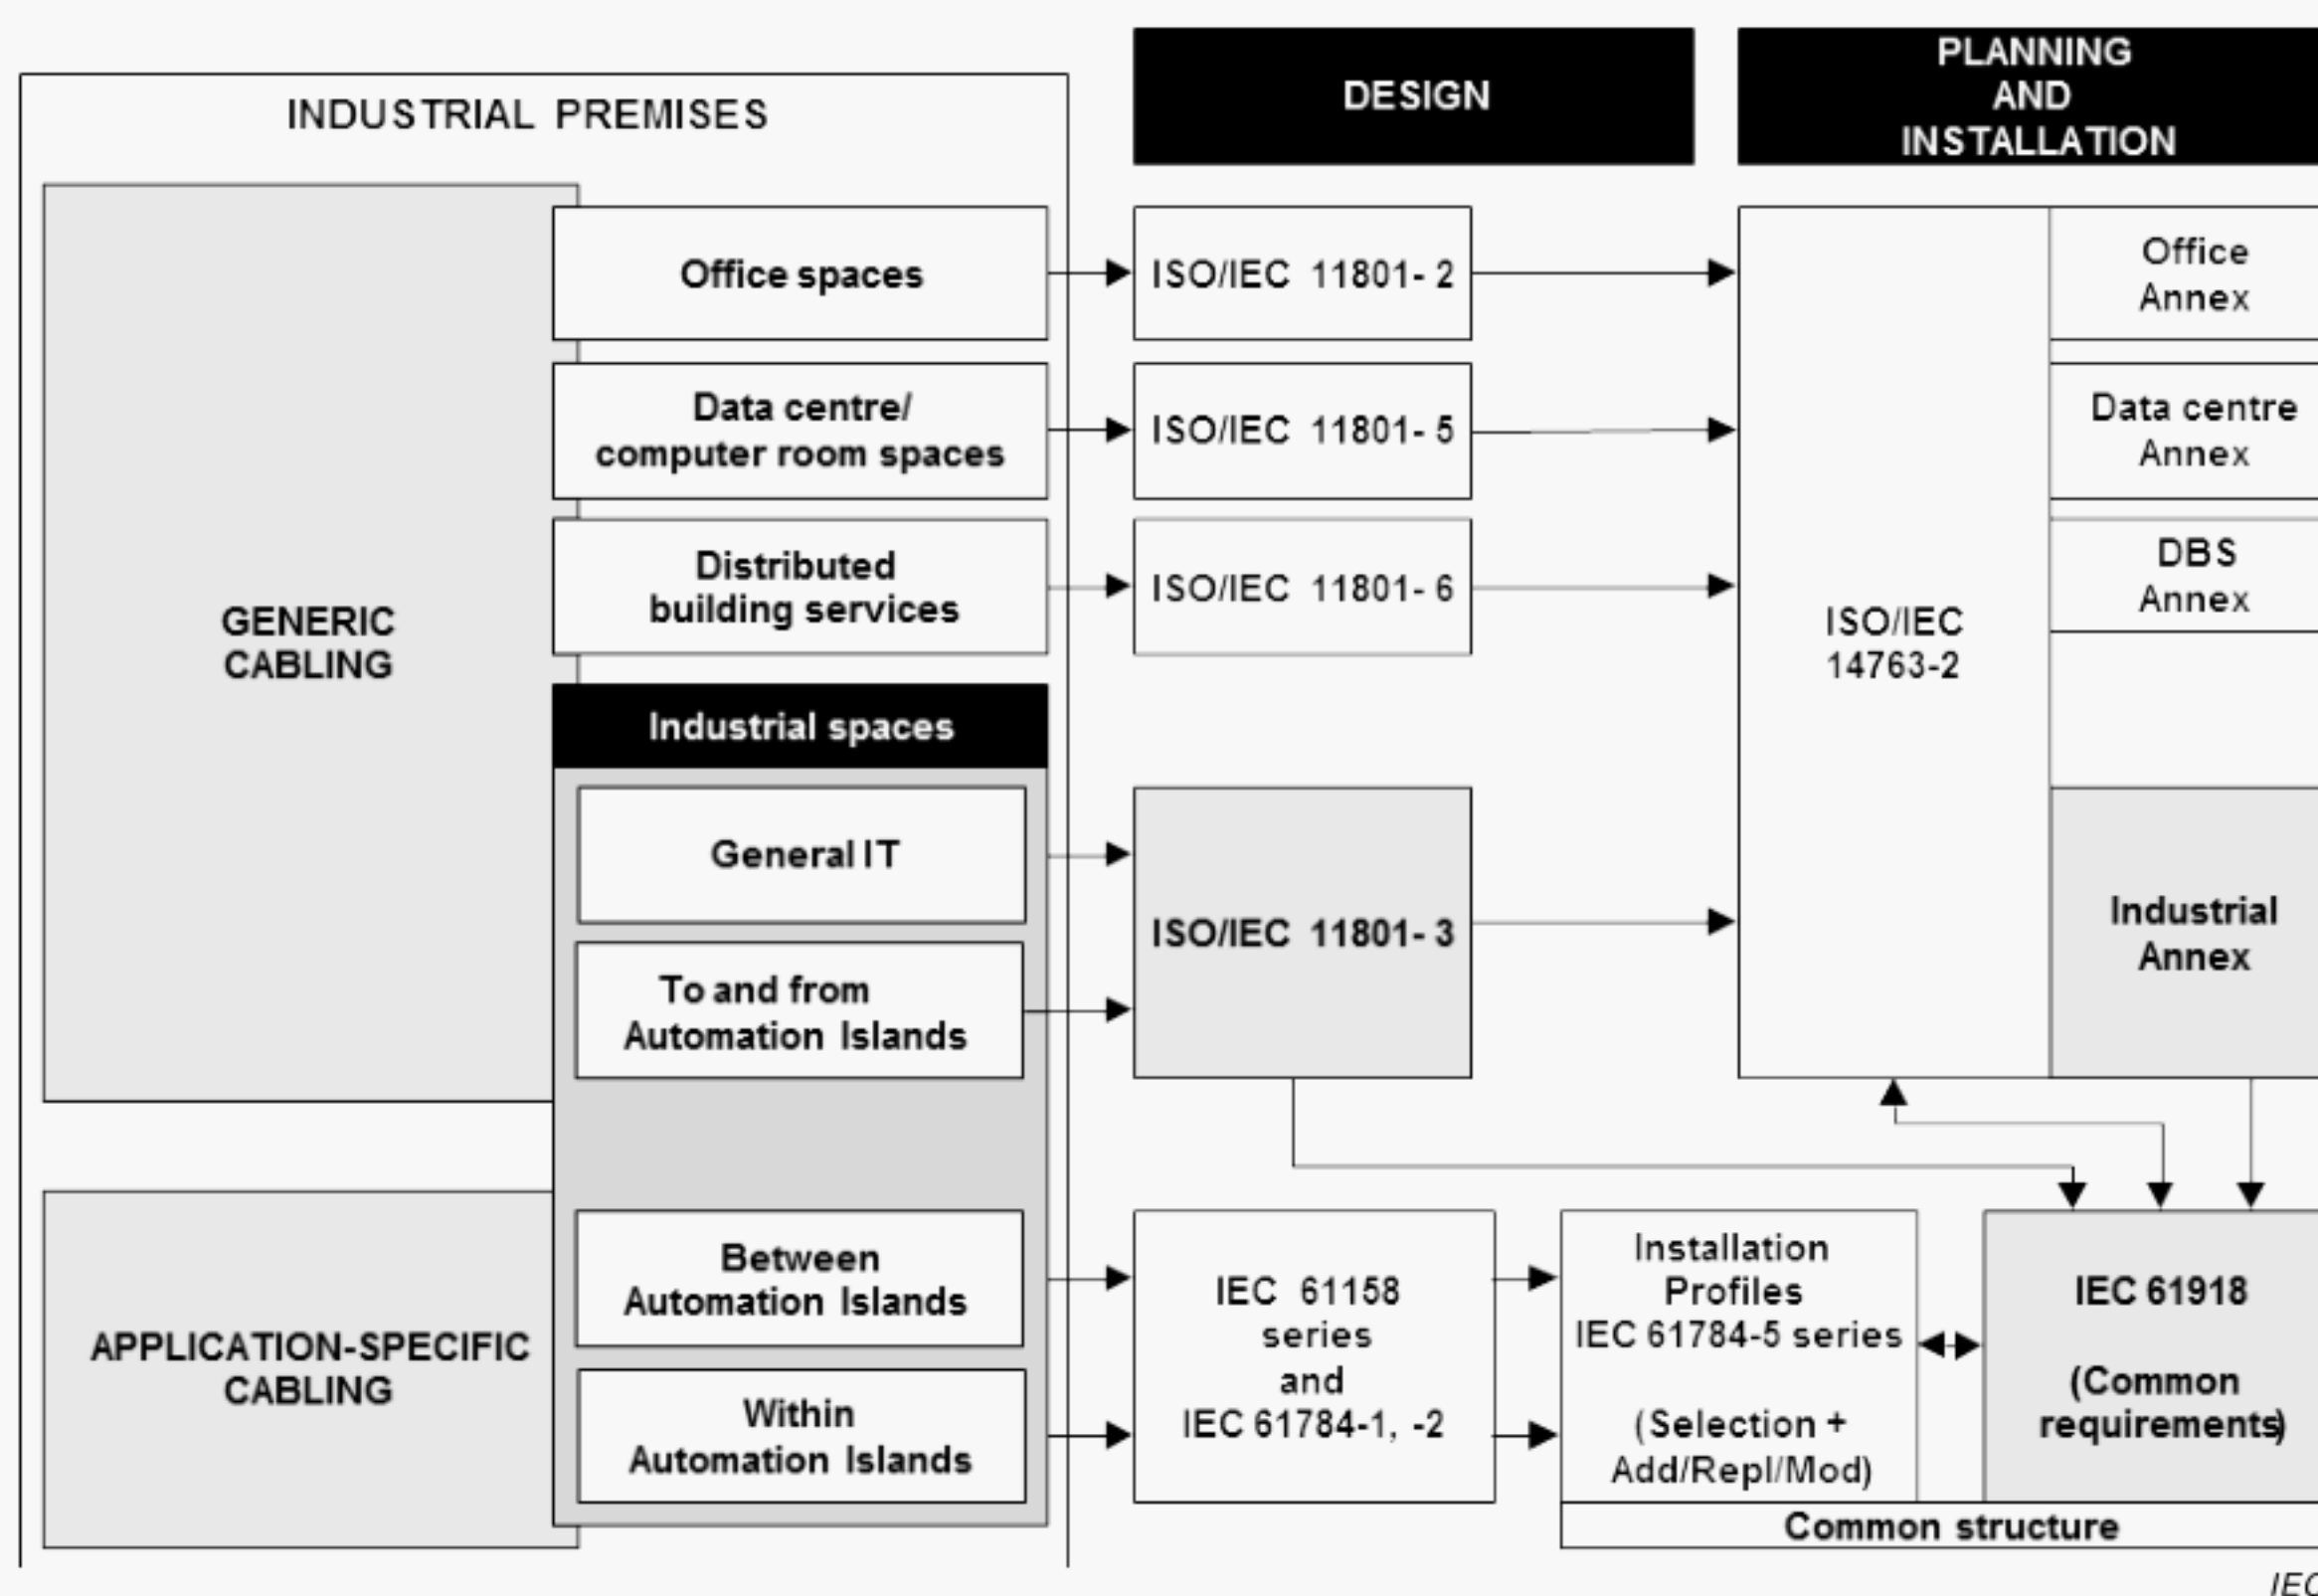 INDUSTRIAL PREMISES
DESIGN
PLANNING
AND
INSTALLATION
GENERIC
CABLING
Office spaces
ISO/IEC 11801- 2
Office
Annex
Data centre/
computer room spaces
ISO/IEC 11801- 5
Data centre
Annex
Distributed
building services
ISO/IEC 11801- 6
DBS
Annex
ISO/IEC
14763-2
Industrial spaces
General IT
To and from
Automation Islands
ISO/IEC 11801- 3
Industrial
Annex
APPLICATION-SPECIFIC
CABLING
Between
Automation Islands
Within
Automation Islands
IEC 61158
series
and
IEC 61784-1, -2
Installation
Profiles
IEC 61784-5 series
(Selection +
Add/Repl/Mod)
IEC 61918
(Common
requirements)
Common structure
IEC